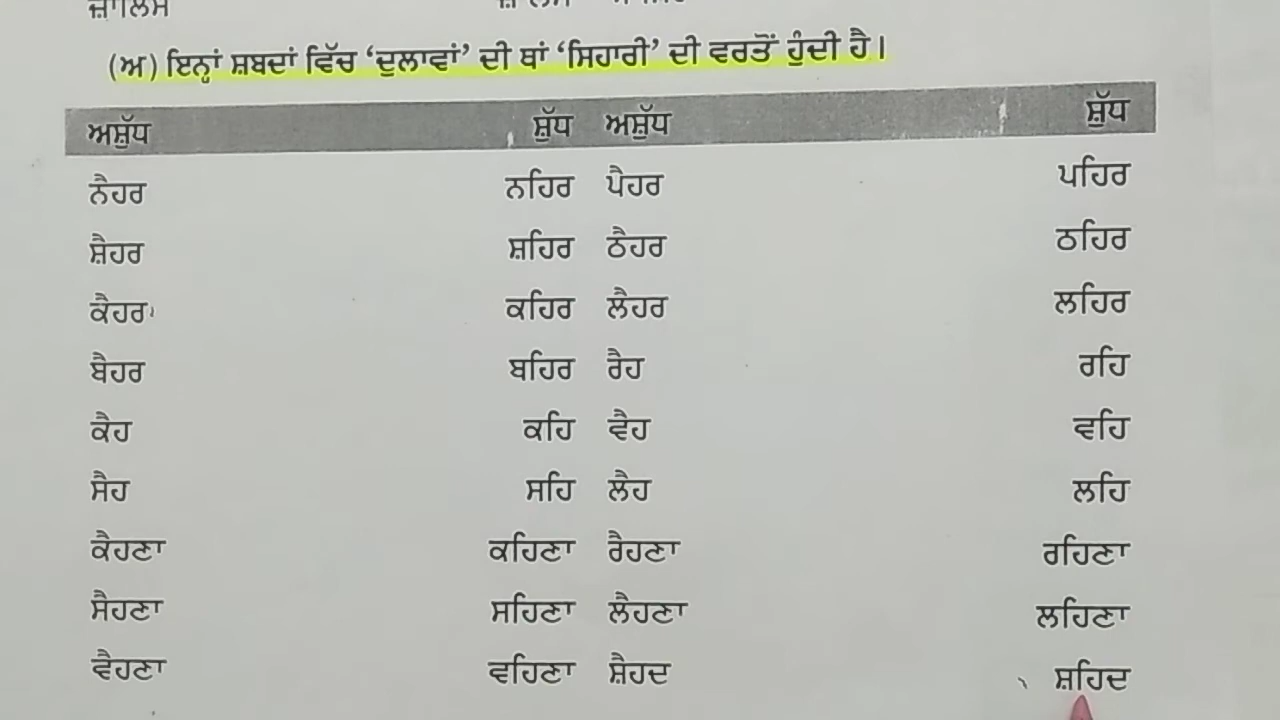 ਜ਼ਾਲਿਮ
(ਅ) ਇਨ੍ਹਾਂ ਸ਼ਬਦਾਂ ਵਿੱਚ ‘ਦੁਲਾਵਾਂ’ ਦੀ ਥਾਂ ‘ਸਿਹਾਰੀ’ ਦੀ ਵਰਤੋਂ ਹੁੰਦੀ ਹੈ।
ਅਸ਼ੁੱਧ ਸ਼ੁੱਧ ਅਸ਼ੁੱਧ ਸ਼ੁੱਧ
ਨੈਹਰ ਨਹਿਰ ਪੈਹਰ ਪਹਿਰ
ਸ਼ੈਹਰ ਸ਼ਹਿਰ ਠੈਹਰ ਠਹਿਰ
ਕੈਹਰ ਕਹਿਰ ਲੈਹਰ ਲਹਿਰ
ਬੈਹਰ ਬਹਿਰ ਰੈਹ ਰਹਿ
ਕੈਹ ਕਹਿ ਵੈਹ ਵਹਿ
ਸੈਹ ਸਹਿ ਲੈਹ ਲਹਿ
ਕੈਹਣਾ ਕਹਿਣਾ ਰੈਹਣਾ ਰਹਿਣਾ
ਸੈਹਣਾ ਸਹਿਣਾ ਲੈਹਣਾ ਲਹਿਣਾ
ਵੈਹਣਾ ਵਹਿਣਾ ਸ਼ੈਹਦ ਸ਼ਹਿਦ